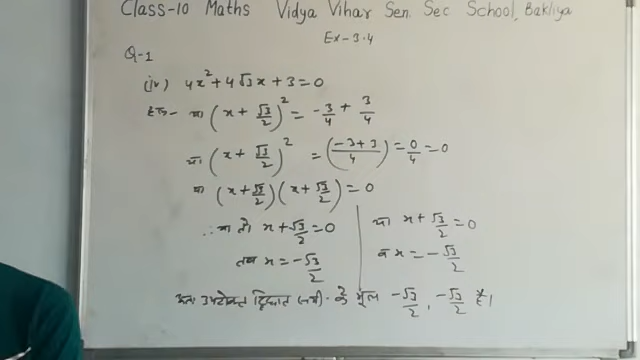 Class-10 Maths Vidya Vihar Sen. Sec School, Bakliya
Ex-3.4
Q-1
(iv) 4x²+4√3x+3=0
हल- या (x+√3/2)² = -3/4 + 3/4
या (x+√3/2)² = (-3+3/4) = 0/4 = 0
या (x+√3/2)(x+√3/2) = 0
∴ या तो x+√3/2=0
या x+√3/2=0
तब x=-√3/2
व x=-√3/2
अतः उपरोक्त द्विघात समी. के मूल -√3/2, -√3/2 है।